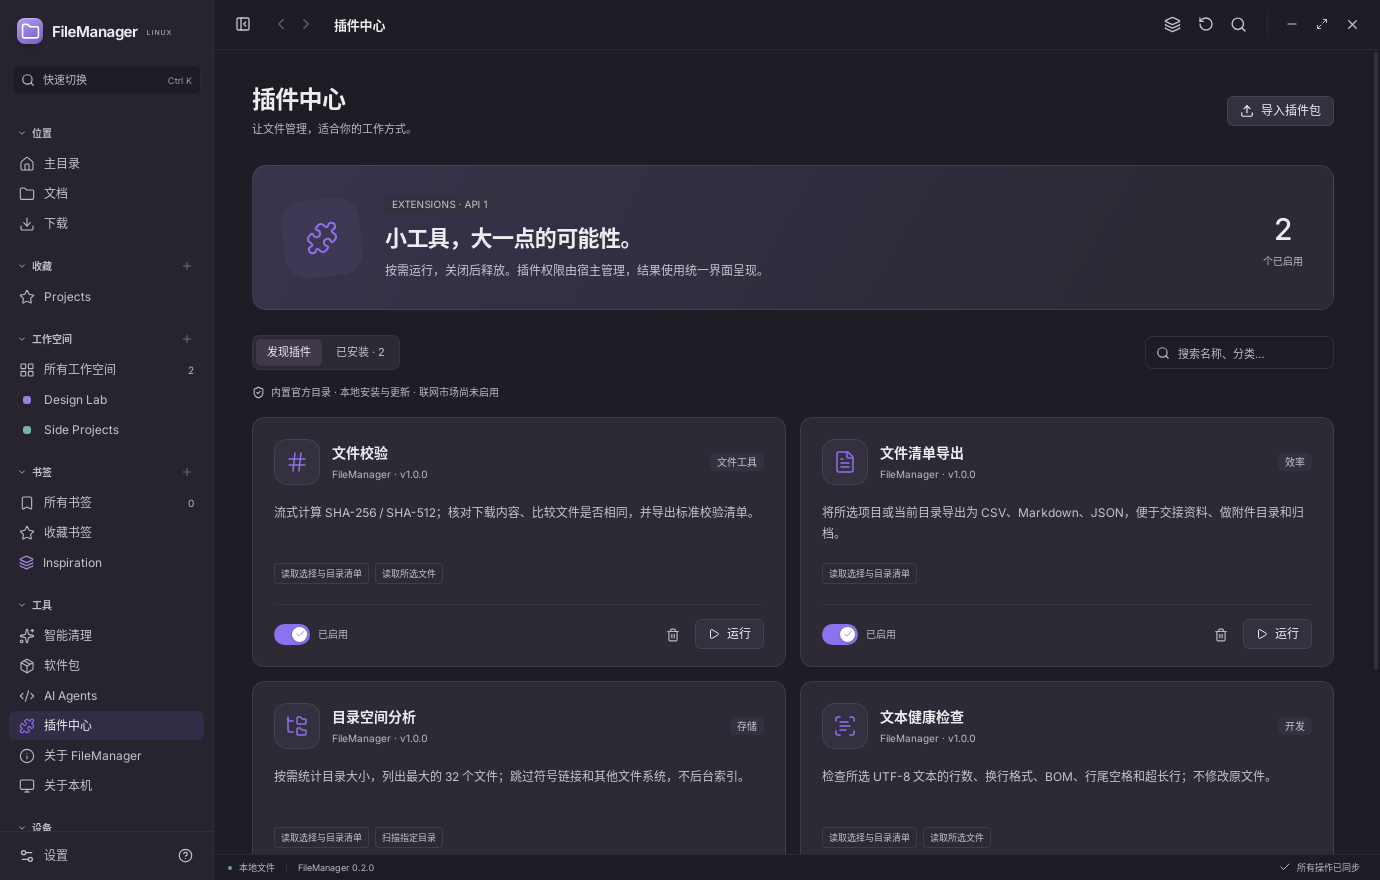 FileManager LINUX
快速切换 Ctrl K
位置
主目录
文档
下载
收藏
Projects
工作空间
所有工作空间 2
Design Lab
Side Projects
书签
所有书签 0
收藏书签
Inspiration
工具
智能清理
软件包
AI Agents
插件中心
关于 FileManager
关于本机
设备
设置
插件中心
插件中心
让文件管理，适合你的工作方式。
导入插件包
EXTENSIONS · API 1
小工具，大一点的可能性。
按需运行，关闭后释放。插件权限由宿主管理，结果使用统一界面呈现。
2
个已启用
发现插件 已安装 · 2
搜索名称、分类...
内置官方目录 · 本地安装与更新 · 联网市场尚未启用
文件校验
FileManager · v1.0.0
文件工具
流式计算 SHA-256 / SHA-512；核对下载内容、比较文件是否相同，并导出标准校验清单。
读取选择与目录清单 读取所选文件
已启用 运行
文件清单导出
FileManager · v1.0.0
效率
将所选项目或当前目录导出为 CSV、Markdown、JSON，便于交接资料、做附件目录和归
档。
读取选择与目录清单
已启用 运行
目录空间分析
FileManager · v1.0.0
存储
按需统计目录大小，列出最大的 32 个文件；跳过符号链接和其他文件系统，不后台索引。
读取选择与目录清单 扫描指定目录
文本健康检查
FileManager · v1.0.0
开发
检查所选 UTF-8 文本的行数、换行格式、BOM、行尾空格和超长行；不修改原文件。
读取选择与目录清单 读取所选文件
本地文件 FileManager 0.2.0
所有操作已同步